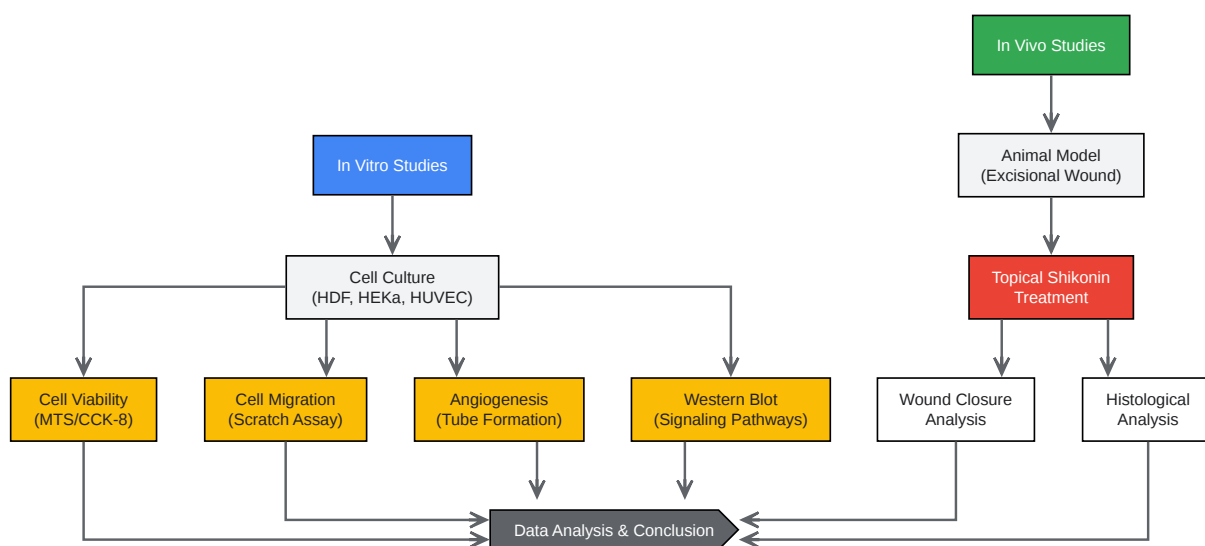 In Vivo Studies
In Vitro Studies
Animal Model
(Excisional Wound)
Cell Culture
(HDF, HEKa, HUVEC)
Topical Shikonin
Treatment
Cell Viability
(MTS/CCK-8)
Cell Migration
(Scratch Assay)
Angiogenesis
(Tube Formation)
Western Blot
(Signaling Pathways)
Wound Closure
Analysis
Histological
Analysis
Data Analysis & Conclusion